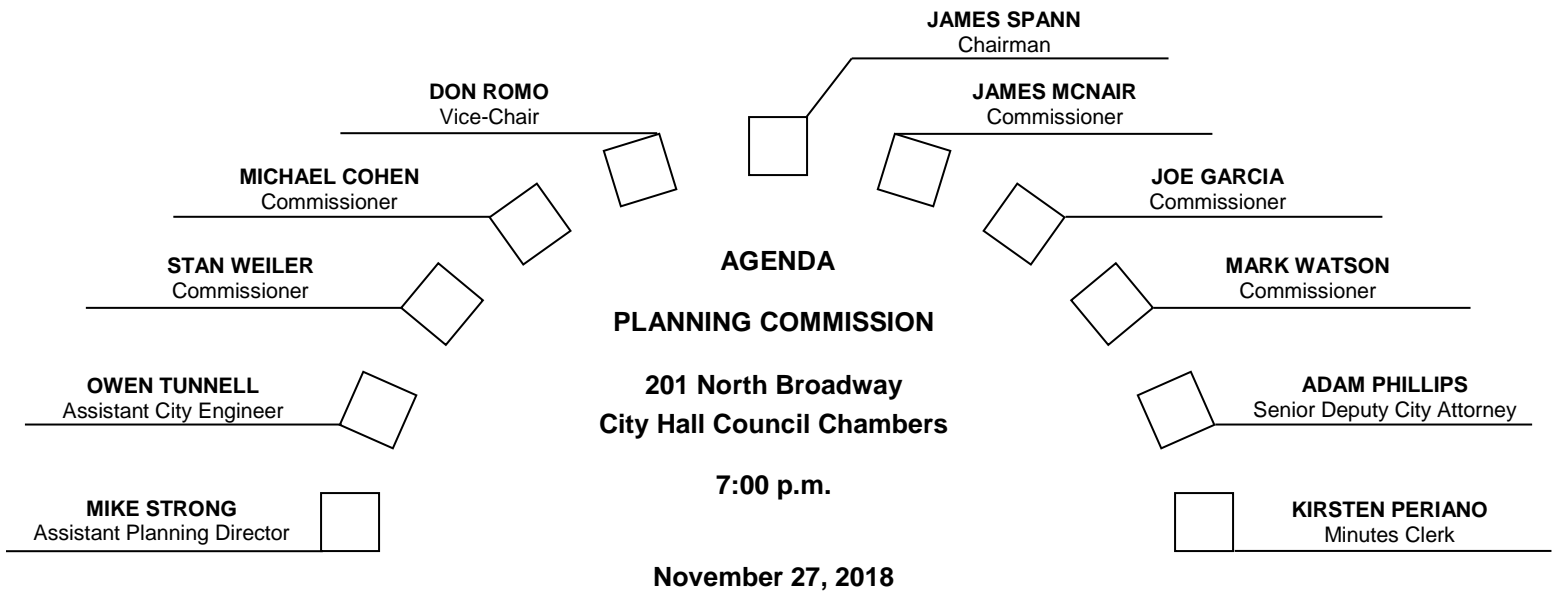 JAMES SPANN
Chairman
DON ROMO
Vice-Chair
JAMES MCNAIR
Commissioner
MICHAEL COHEN
Commissioner
JOE GARCIA
Commissioner
STAN WEILER
Commissioner
MARK WATSON
Commissioner
OWEN TUNNELL
Assistant City Engineer
ADAM PHILLIPS
Senior Deputy City Attorney
MIKE STRONG
Assistant Planning Director
KIRSTEN PERIANO
Minutes Clerk
AGENDA
PLANNING COMMISSION
201 North Broadway
City Hall Council Chambers
7:00 p.m.
November 27, 2018